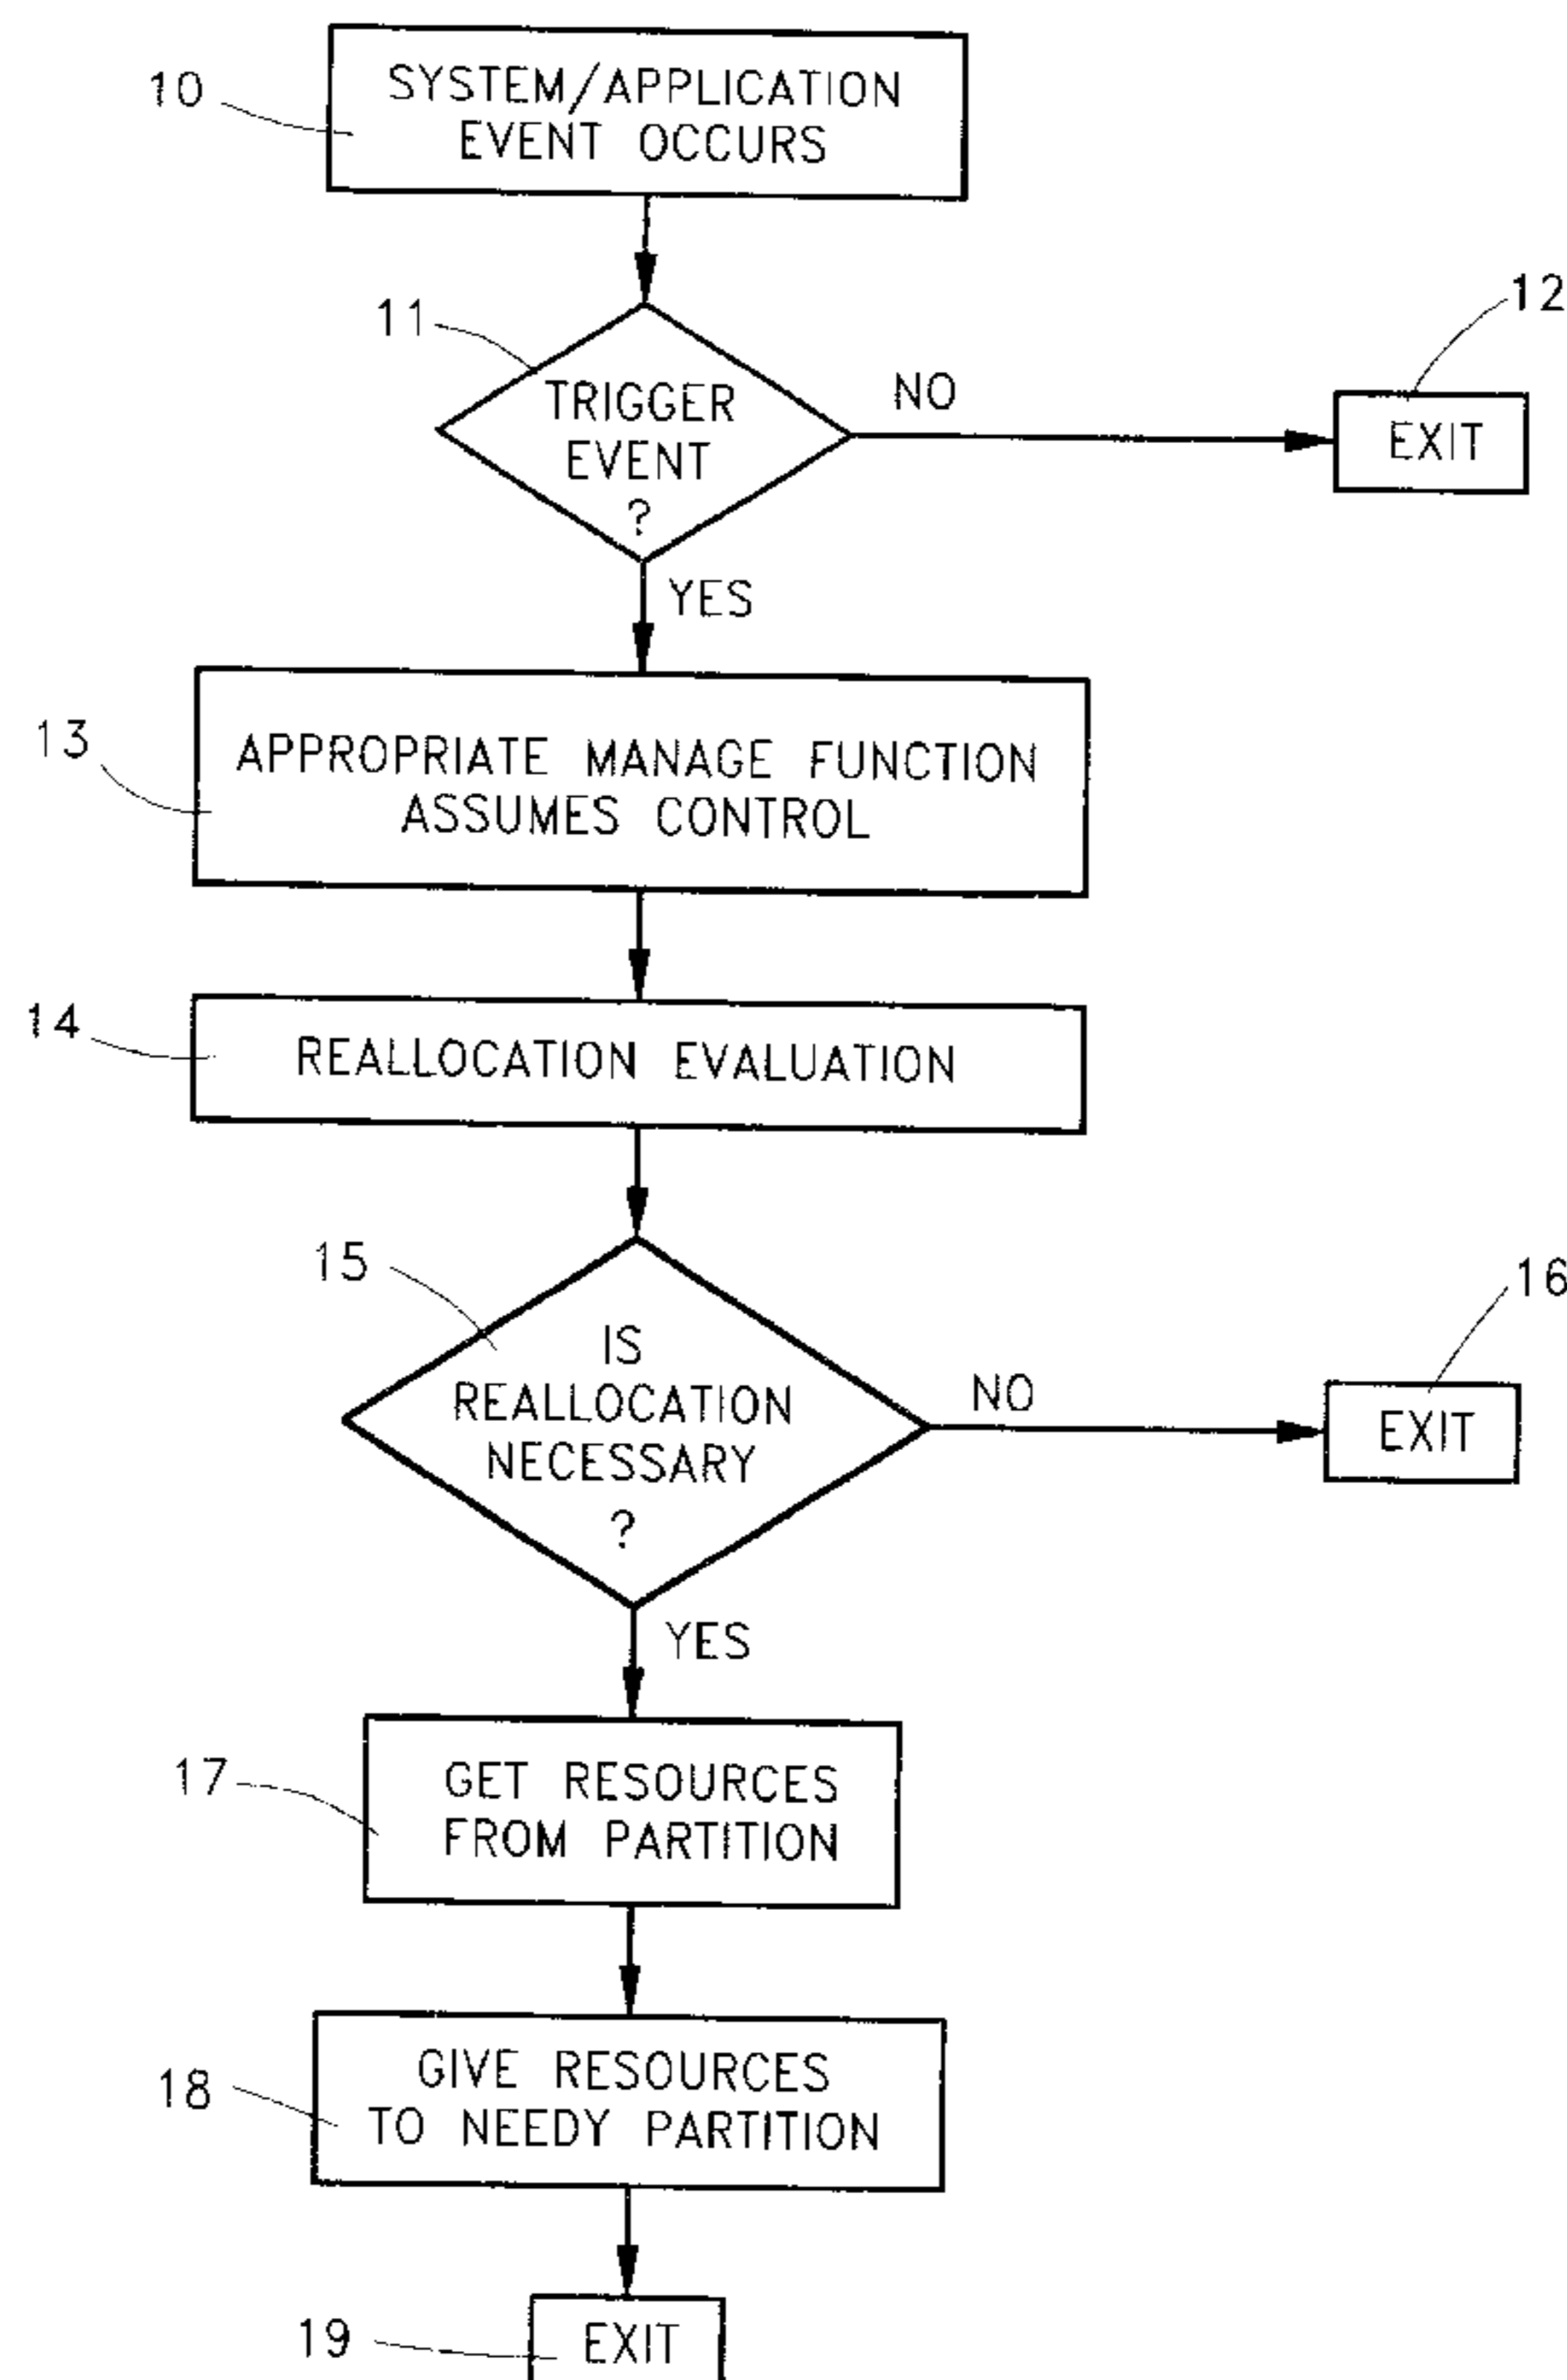 10
SYSTEM/APPLICATION
EVENT OCCURS
11
TRIGGER
EVENT
?
NO
12
EXIT
YES
13
APPROPRIATE MANAGE FUNCTION
ASSUMES CONTROL
14
REALLOCATION EVALUATION
15
IS
REALLOCATION
NECESSARY
?
NO
16
EXIT
YES
17
GET RESOURCES
FROM PARTITION
18
GIVE RESOURCES
TO NEEDY PARTITION
19
EXIT